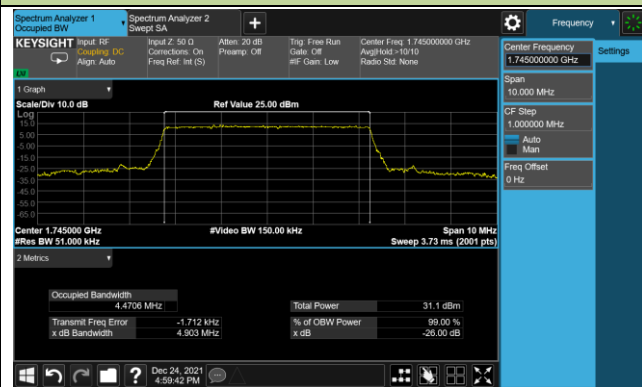 Spectrum Analyzer 1
Occupied BW
Spectrum Analyzer 2
Swept SA
+
Frequency
KEYSIGHT
Input: RF
Coupling: DC
Align: Auto
Input Z: 50 Ω
Corrections: On
Freq Ref: Int (S)
Atten: 20 dB
Preamp: Off
Trig: Free Run
Gate: Off
#IF Gain: Low
Center Freq: 1.745000000 GHz
Avg|Hold:>10/10
Radio Std: None
Center Frequency
1.745000000 GHz
Settings
Span
10.000 MHz
CF Step
1.000000 MHz
Auto
Man
Freq Offset
0 Hz
1 Graph
Scale/Div 10.0 dB
Ref Value 25.00 dBm
Log
15.0
5.00
-5.00
-15.0
-25.0
-35.0
-45.0
-55.0
-65.0
Center 1.745000 GHz
#Video BW 150.00 kHz
Span 10 MHz
#Res BW 51.000 kHz
Sweep 3.73 ms (2001 pts)
2 Metrics
Occupied Bandwidth
4.4706 MHz
Total Power 31.1 dBm
Transmit Freq Error -1.712 kHz
% of OBW Power 99.00 %
x dB Bandwidth 4.903 MHz
x dB -26.00 dB
?
Dec 24, 2021
4:59:42 PM